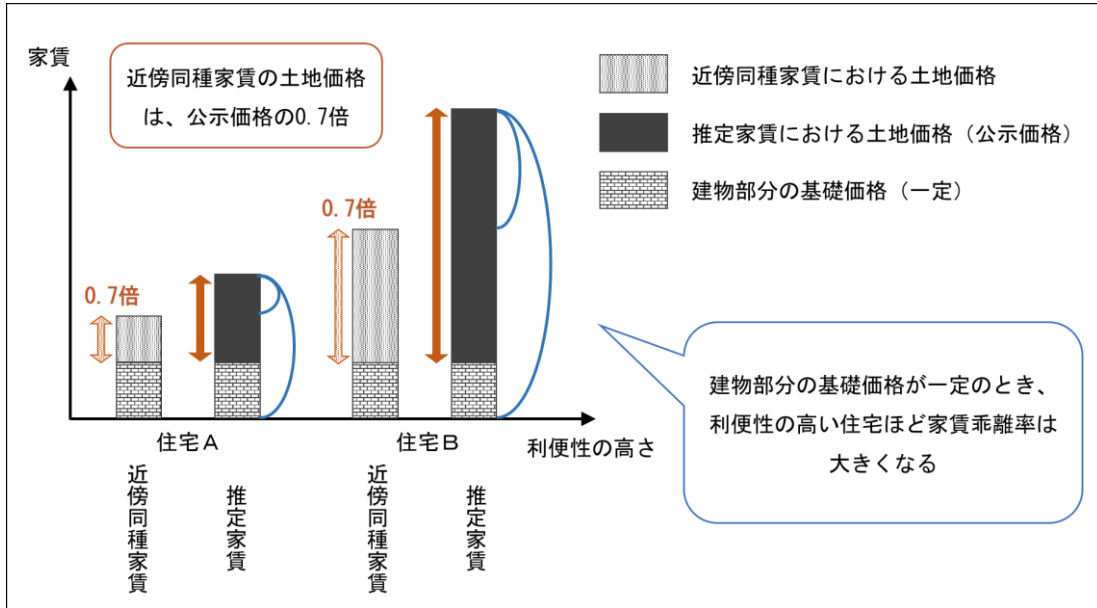 家賃
近傍同種家賃の土地価格
は、公示価格の0.7倍
近傍同種家賃における土地価格
推定家賃における土地価格（公示価格）
建物部分の基礎価格（一定）
0.7倍
0.7倍
建物部分の基礎価格が一定のとき、
利便性の高い住宅ほど家賃乖離率は
大きくなる
住宅A
住宅B
利便性の高さ
近傍同種家賃
推定家賃
近傍同種家賃
推定家賃